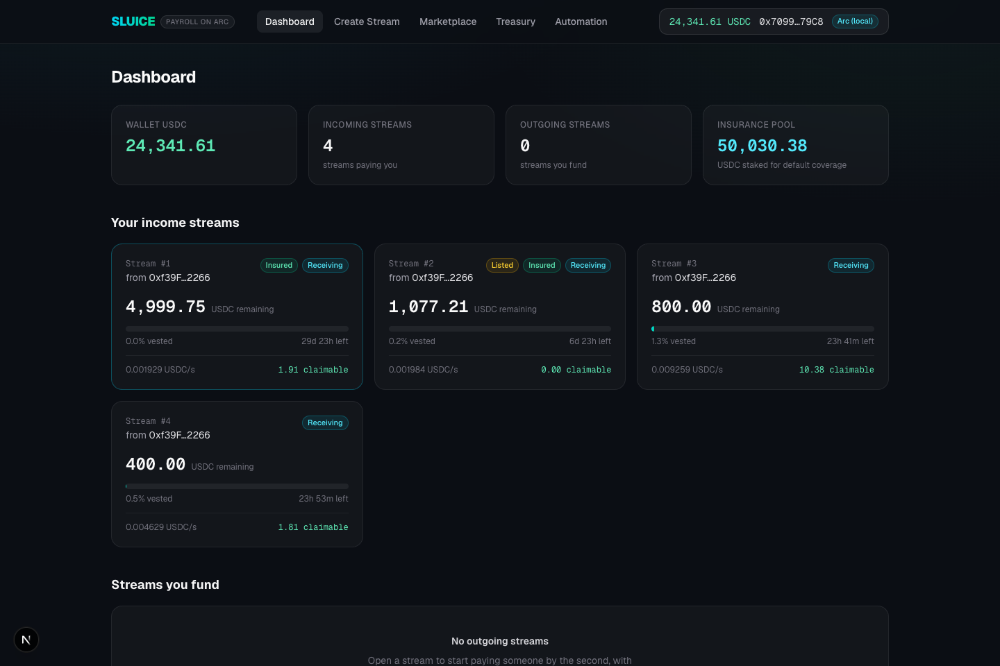 SLUICE PAYROLL ON ARC Dashboard Create Stream Marketplace Treasury Automation 24,341.61 USDC 0x7099…79C8 Arc (local)
Dashboard
WALLET USDC
24,341.61
INCOMING STREAMS
4
streams paying you
OUTGOING STREAMS
0
streams you fund
INSURANCE POOL
50,030.38
USDC staked for default coverage
Your income streams
Stream #1 Insured Receiving
from 0xf39F…2266
4,999.75 USDC remaining
0.0% vested 29d 23h left
0.001929 USDC/s 1.91 claimable
Stream #2 Listed Insured Receiving
from 0xf39F…2266
1,077.21 USDC remaining
0.2% vested 6d 23h left
0.001984 USDC/s 0.00 claimable
Stream #3 Receiving
from 0xf39F…2266
800.00 USDC remaining
1.3% vested 23h 41m left
0.009259 USDC/s 10.38 claimable
Stream #4 Receiving
from 0xf39F…2266
400.00 USDC remaining
0.5% vested 23h 53m left
0.004629 USDC/s 1.81 claimable
Streams you fund
No outgoing streams
Open a stream to start paying someone by the second, with
N